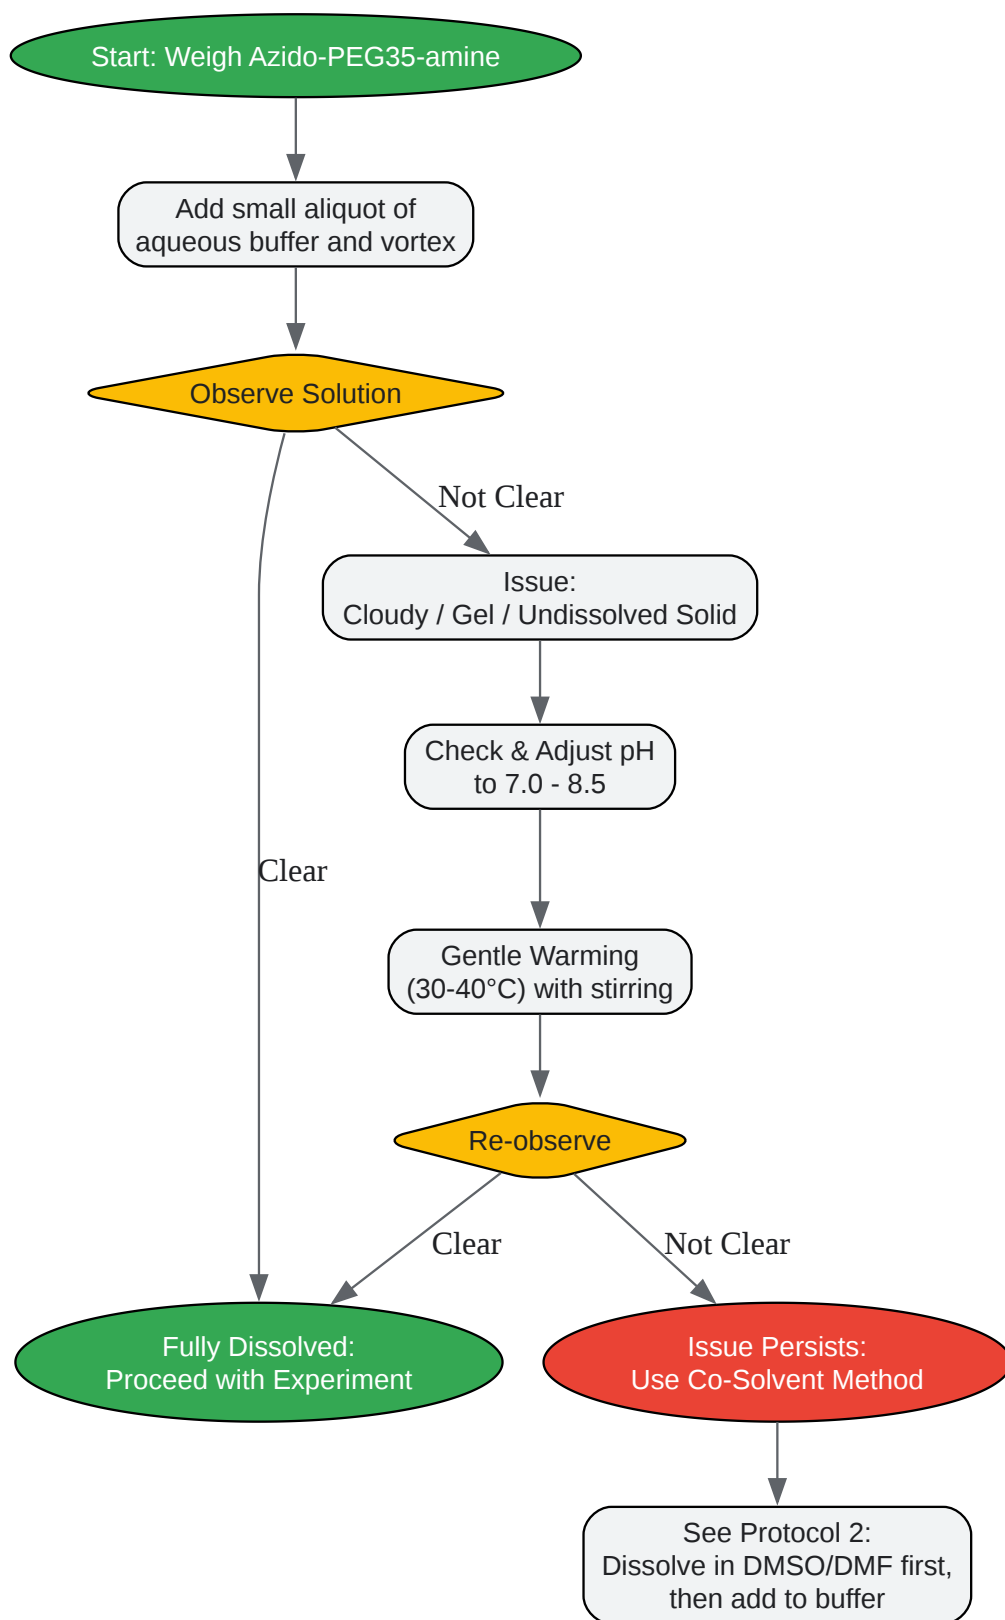 Start: Weigh Azido-PEG35-amine
Add small aliquot of
aqueous buffer and vortex
Observe Solution
Not Clear
Issue:
Cloudy / Gel / Undissolved Solid
Check & Adjust pH
to 7.0 - 8.5
Clear
Gentle Warming
(30-40°C) with stirring
Re-observe
Clear
Not Clear
Fully Dissolved:
Proceed with Experiment
Issue Persists:
Use Co-Solvent Method
See Protocol 2:
Dissolve in DMSO/DMF first,
then add to buffer